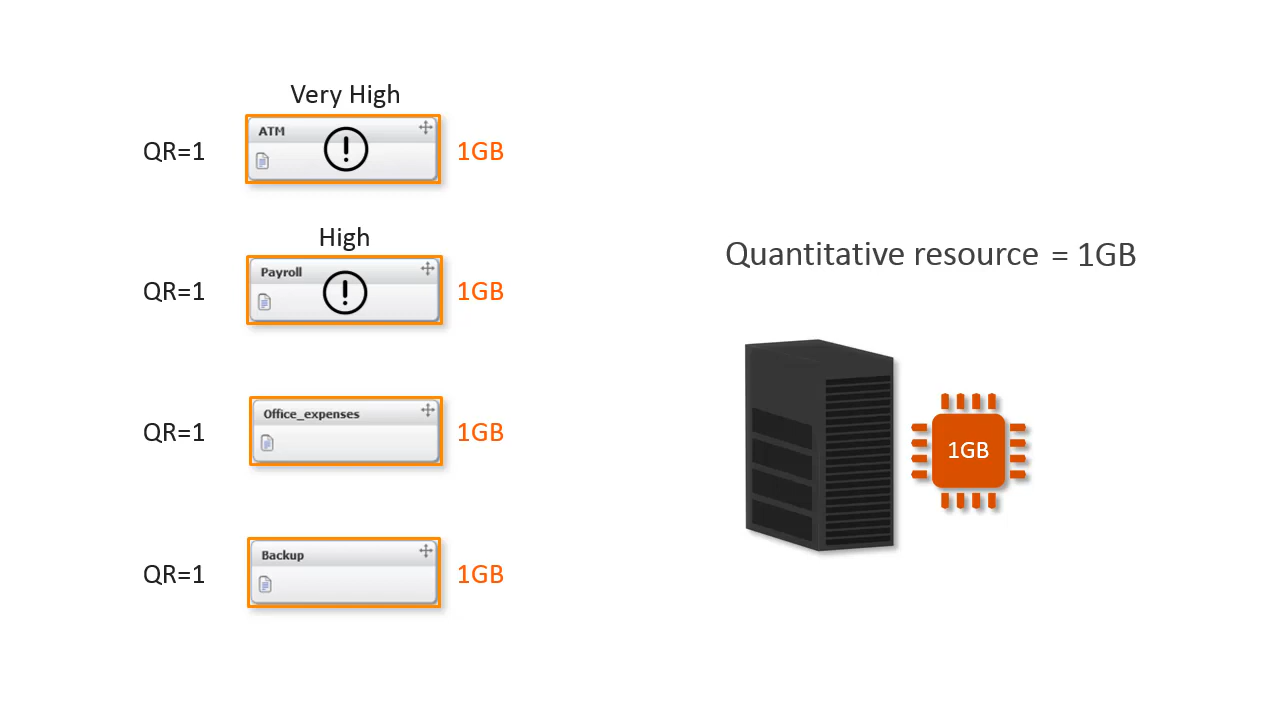 Very High
QR=1
ATM
1GB
High
QR=1
Payroll
1GB
Quantitative resource = 1GB
QR=1
Office_expenses
1GB
1GB
QR=1
Backup
1GB